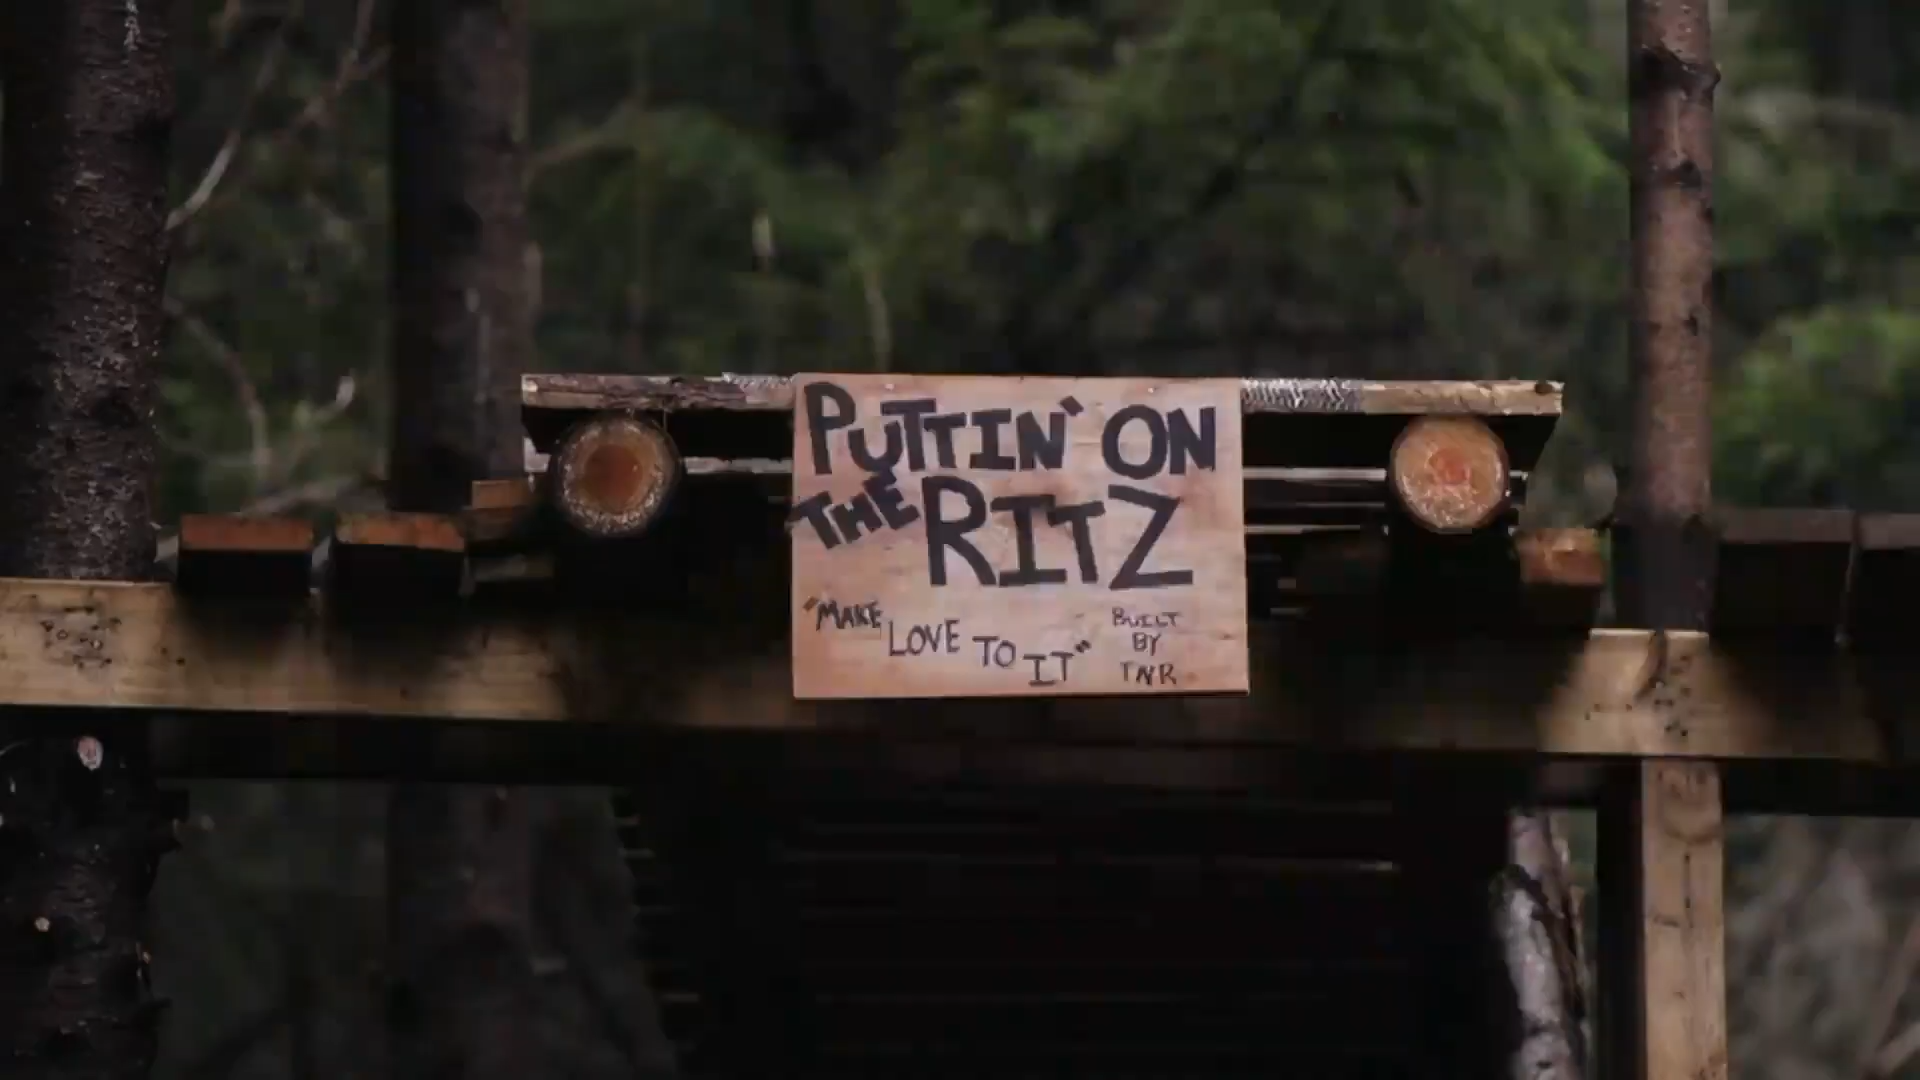 PUTTIN' ON
THE RITZ
"MAKE LOVE TO IT"
BUILT
BY
TNR